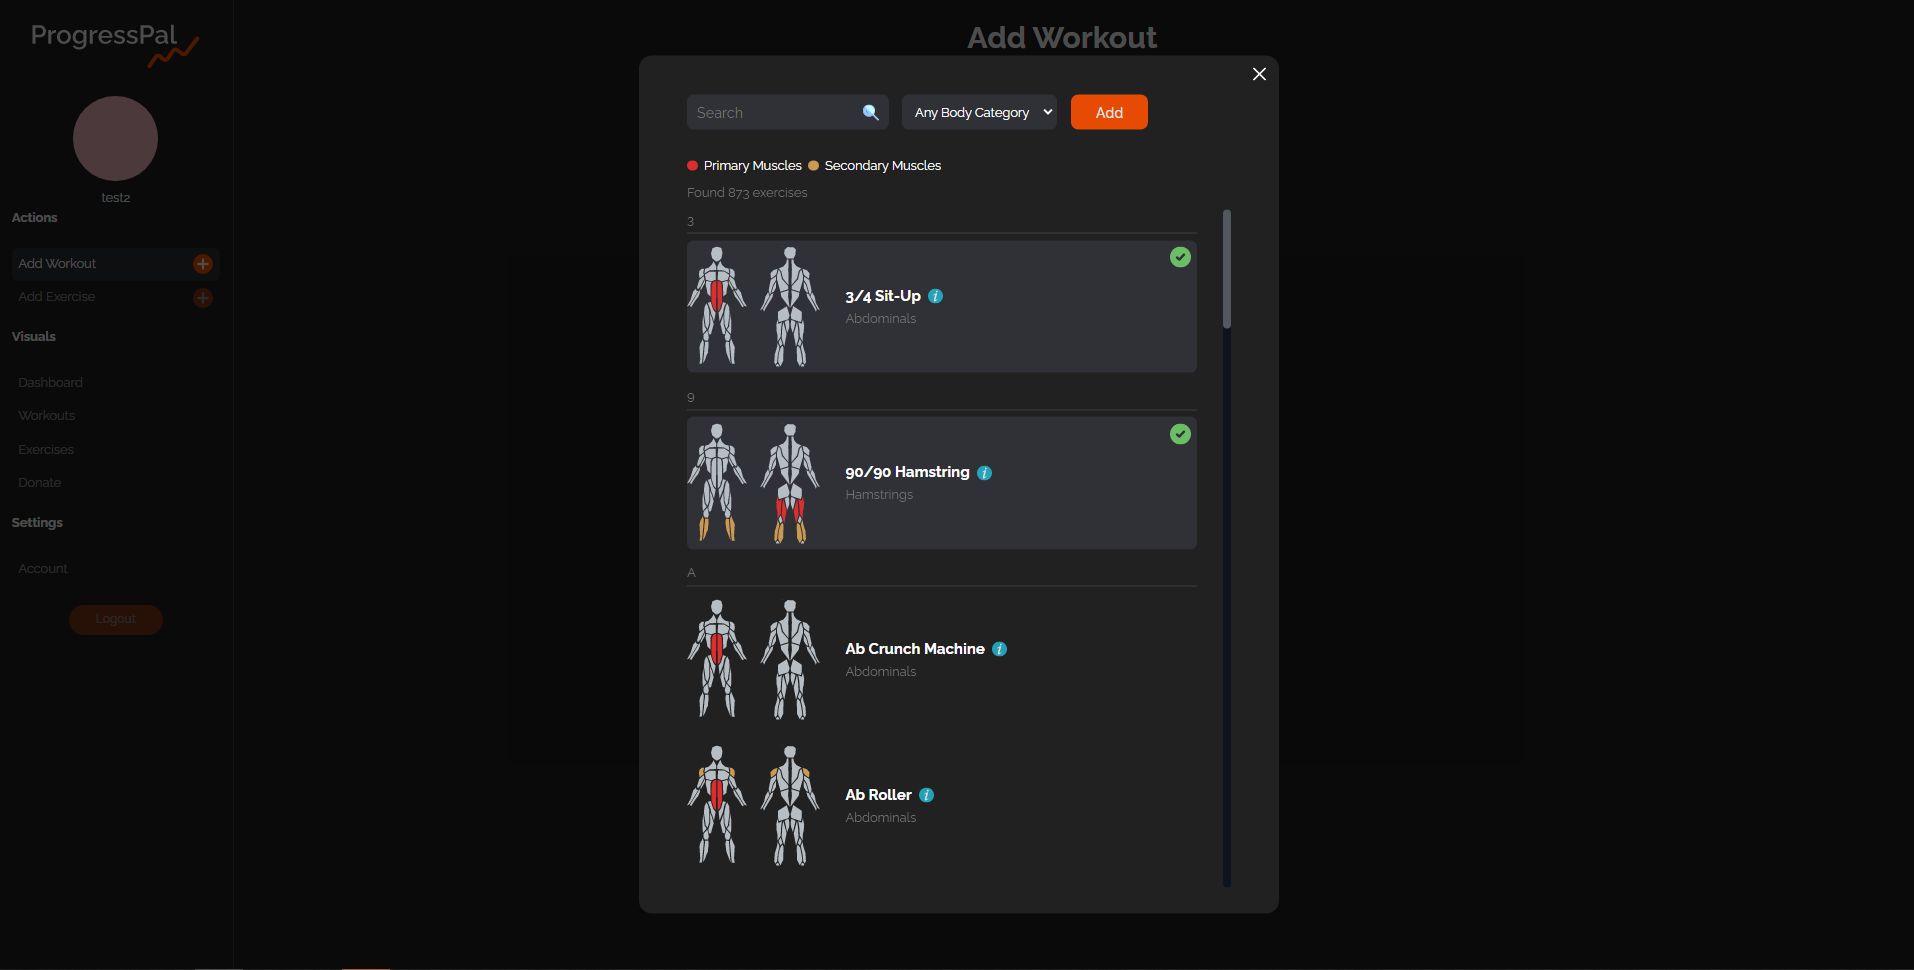 ProgressPal
test2
Actions
Add Workout
Add Exercise
Visuals
Dashboard
Workouts
Exercises
Donate
Settings
Account
Logout
Add Workout
Search
Any Body Category
Add
Primary Muscles
Secondary Muscles
Found 873 exercises
3
3/4 Sit-Up i
Abdominals
9
90/90 Hamstring i
Hamstrings
A
Ab Crunch Machine i
Abdominals
Ab Roller i
Abdominals